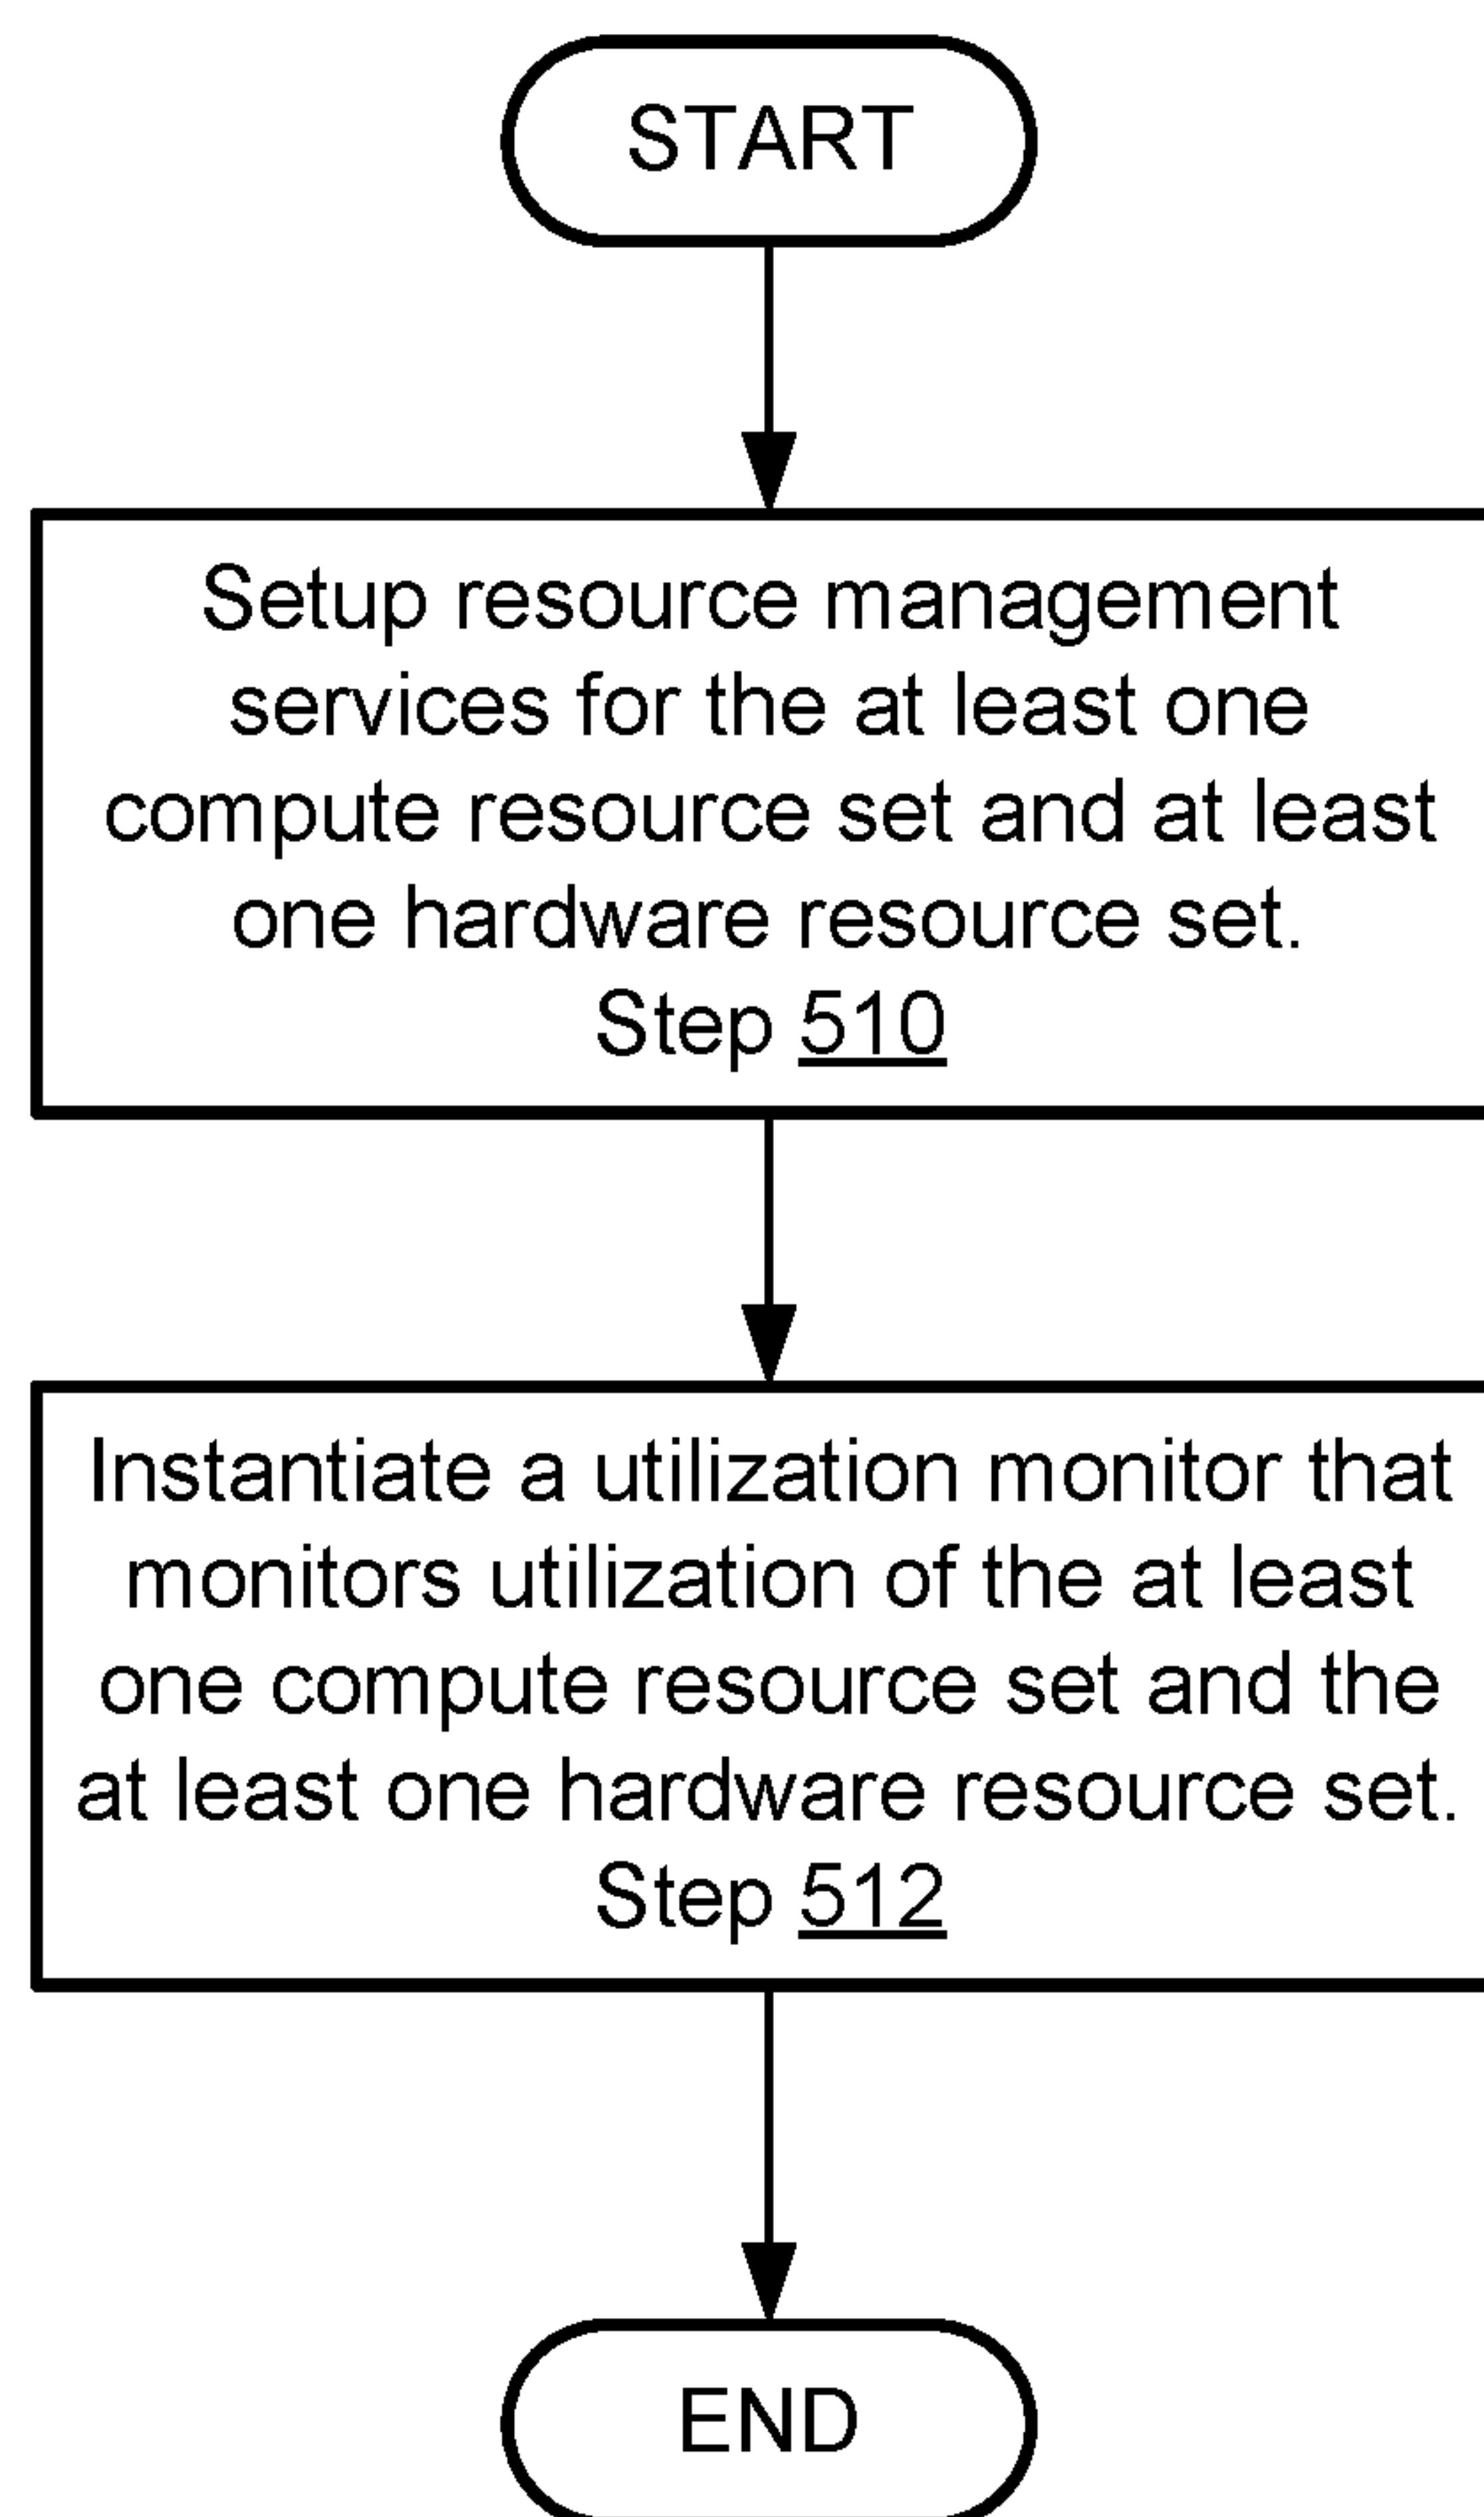 START
Setup resource management
services for the at least one
compute resource set and at least
one hardware resource set.
Step 510
Instantiate a utilization monitor that
monitors utilization of the at least
one compute resource set and the
at least one hardware resource set.
Step 512
END